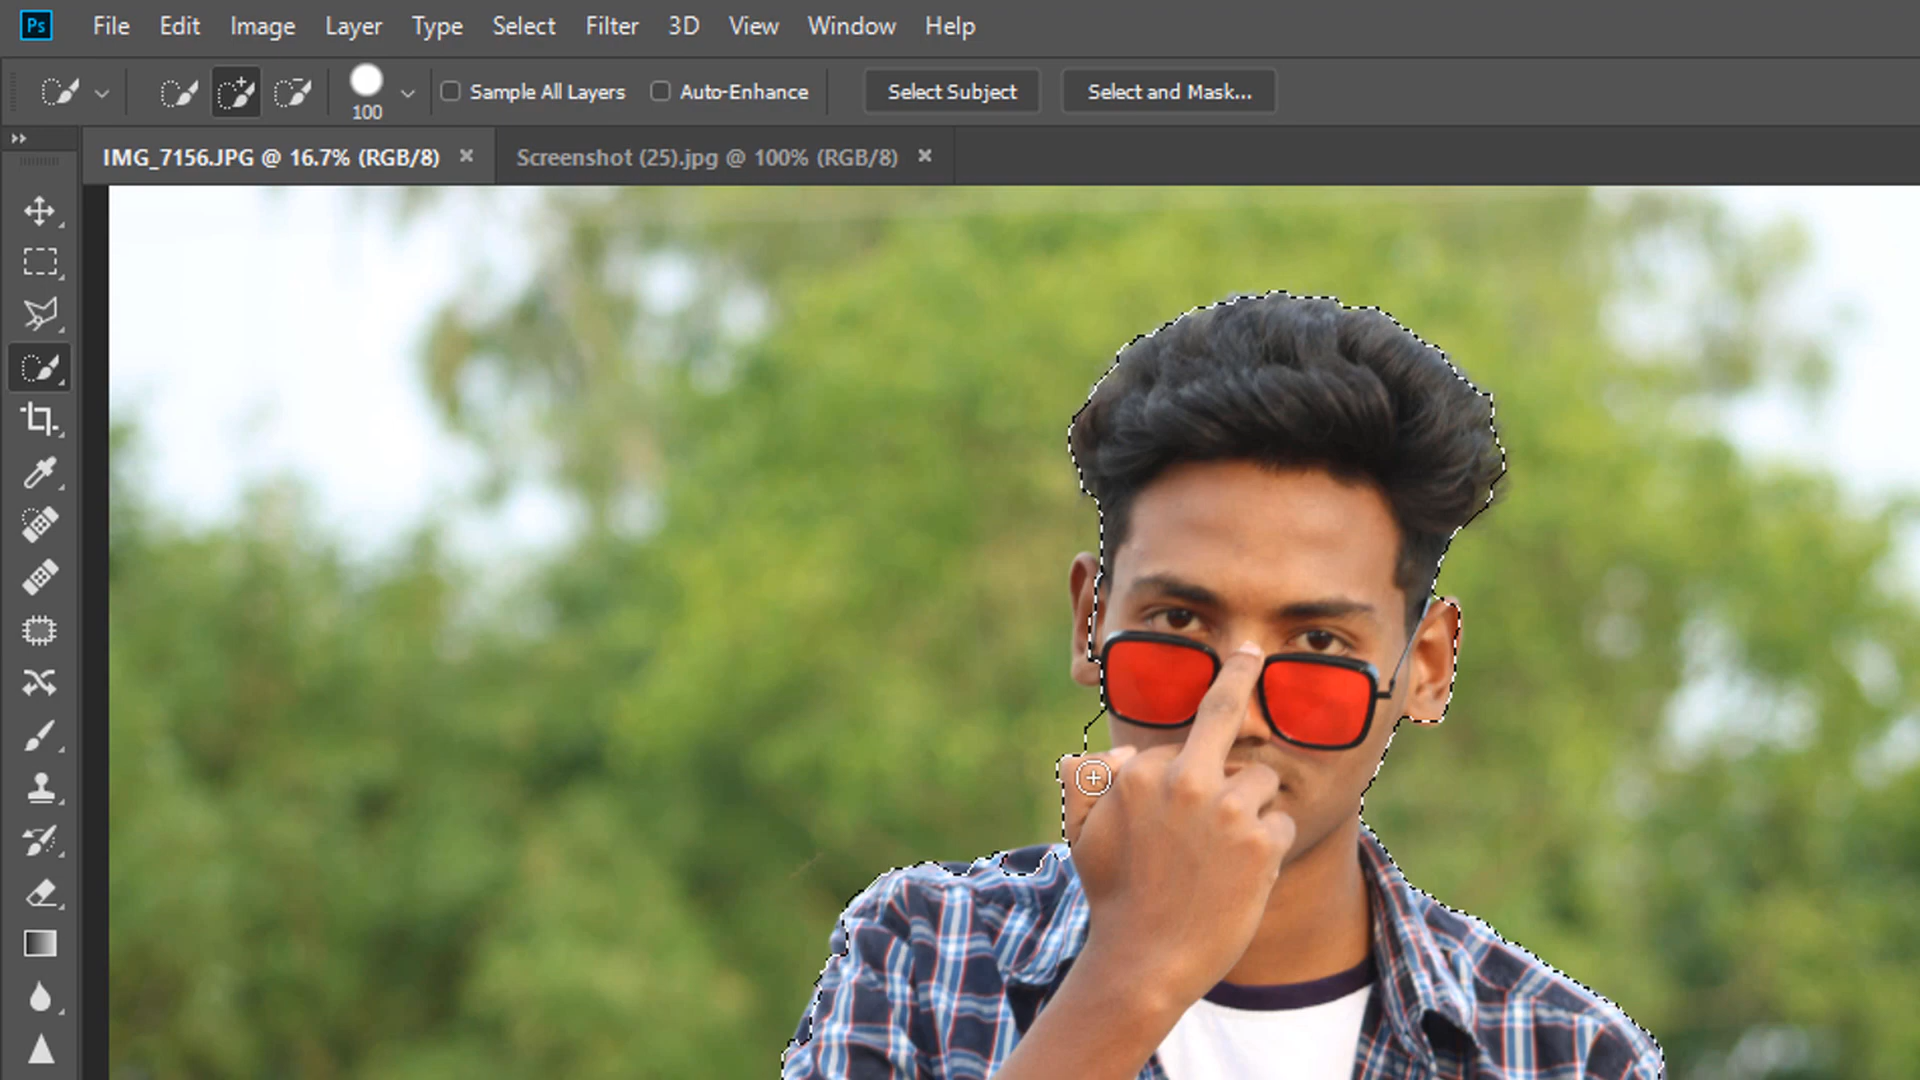 Ps File Edit Image Layer Type Select Filter 3D View Window Help
100 Sample All Layers Auto-Enhance Select Subject Select and Mask...
IMG_7156.JPG @ 16.7% (RGB/8) Screenshot (25).jpg @ 100% (RGB/8)